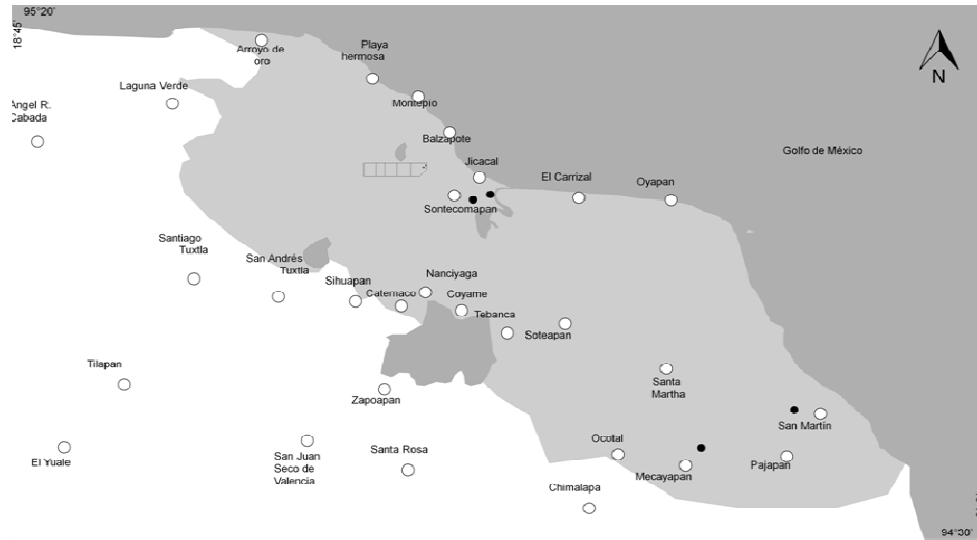 95°20'
18°45'
Arroyo de
oro
Playa
hermosa
N
Laguna Verde
Angel R.
Cabada
Montepio
Balzapote
Golfo de México
Jicacal
El Carrizal
Oyapan
Sontecomapan
Santiago
Tuxtla
San Andrés
Tuxtla
Sihuapan
Nanciyaga
Catemaco
Coyame
Tebanca
Soteapan
Tilapan
Santa
Martha
Zapoapan
San Martin
Ocotal
Santa Rosa
El Yuale
San Juan
Seco de
Valencia
Mecayapan
Pajapan
Chimalapa
94°30'